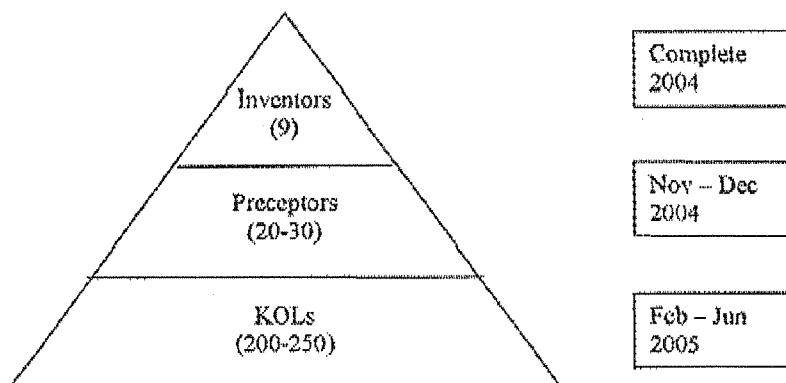 Inventors
(9)
Complete
2004
Preceptors
(20-30)
Nov – Dec
2004
KOLs
(200-250)
Feb – Jun
2005